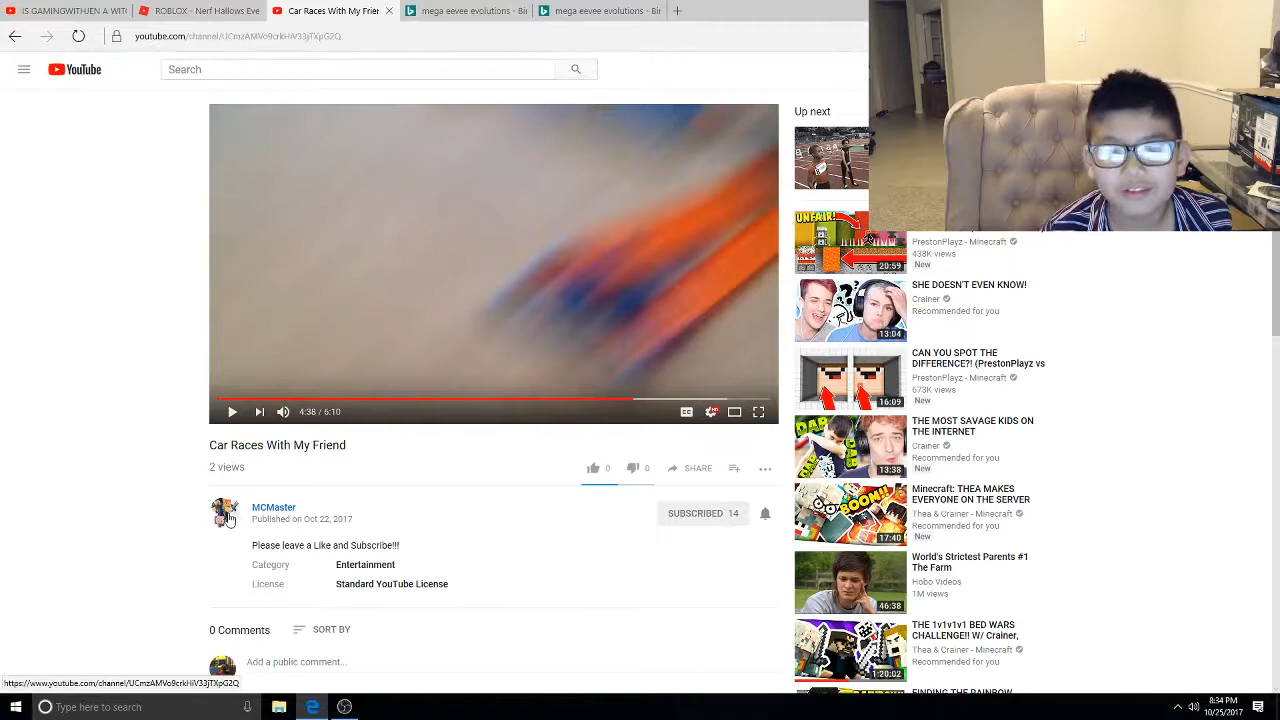 IS GAMINGWITHEN A WITC
ROBLOX - Nerf Hallows Eve
Car Races With My Frien
mega eevee evolutions - Bi
mega eevee evolutions - Bi
youtube.com/channel/UCmzAMVo9crkHiV33jTXpG2Q
YouTube
Search
Up next
UNFAIR!
20:59
PrestonPlayz - Minecraft
438K views
New
13:04
SHE DOESN'T EVEN KNOW!
Crainer
Recommended for you
16:09
CAN YOU SPOT THE
DIFFERENCE?! (PrestonPlayz vs
PrestonPlayz - Minecraft
673K views
New
4:38 / 6:10
CC
HD
Car Races With My Friend
2 views
0
0
SHARE
DAB
DAB
13:38
THE MOST SAVAGE KIDS ON
THE INTERNET
Crainer
Recommended for you
New
MCMaster
Published on Oct 22, 2017
SUBSCRIBED 14
Please leave a Like and Subscribe!!!
Category
Entertainment
License
Standard YouTube License
BOOM!!
17:40
Minecraft: THEA MAKES
EVERYONE ON THE SERVER
Thea & Crainer - Minecraft
Recommended for you
New
46:38
World's Strictest Parents #1
The Farm
Hobo Videos
1M views
0 Comments
SORT BY
Add a public comment...
1:20:02
THE 1v1v1v1 BED WARS
CHALLENGE!! W/ Crainer,
Thea & Crainer - Minecraft
Recommended for you
FINDING THE RAINBOW
https://www.youtube.com/channel/UCmzAMVo9crkHiV33jTXpG2Q
Type here to search
8:34 PM
10/25/2017